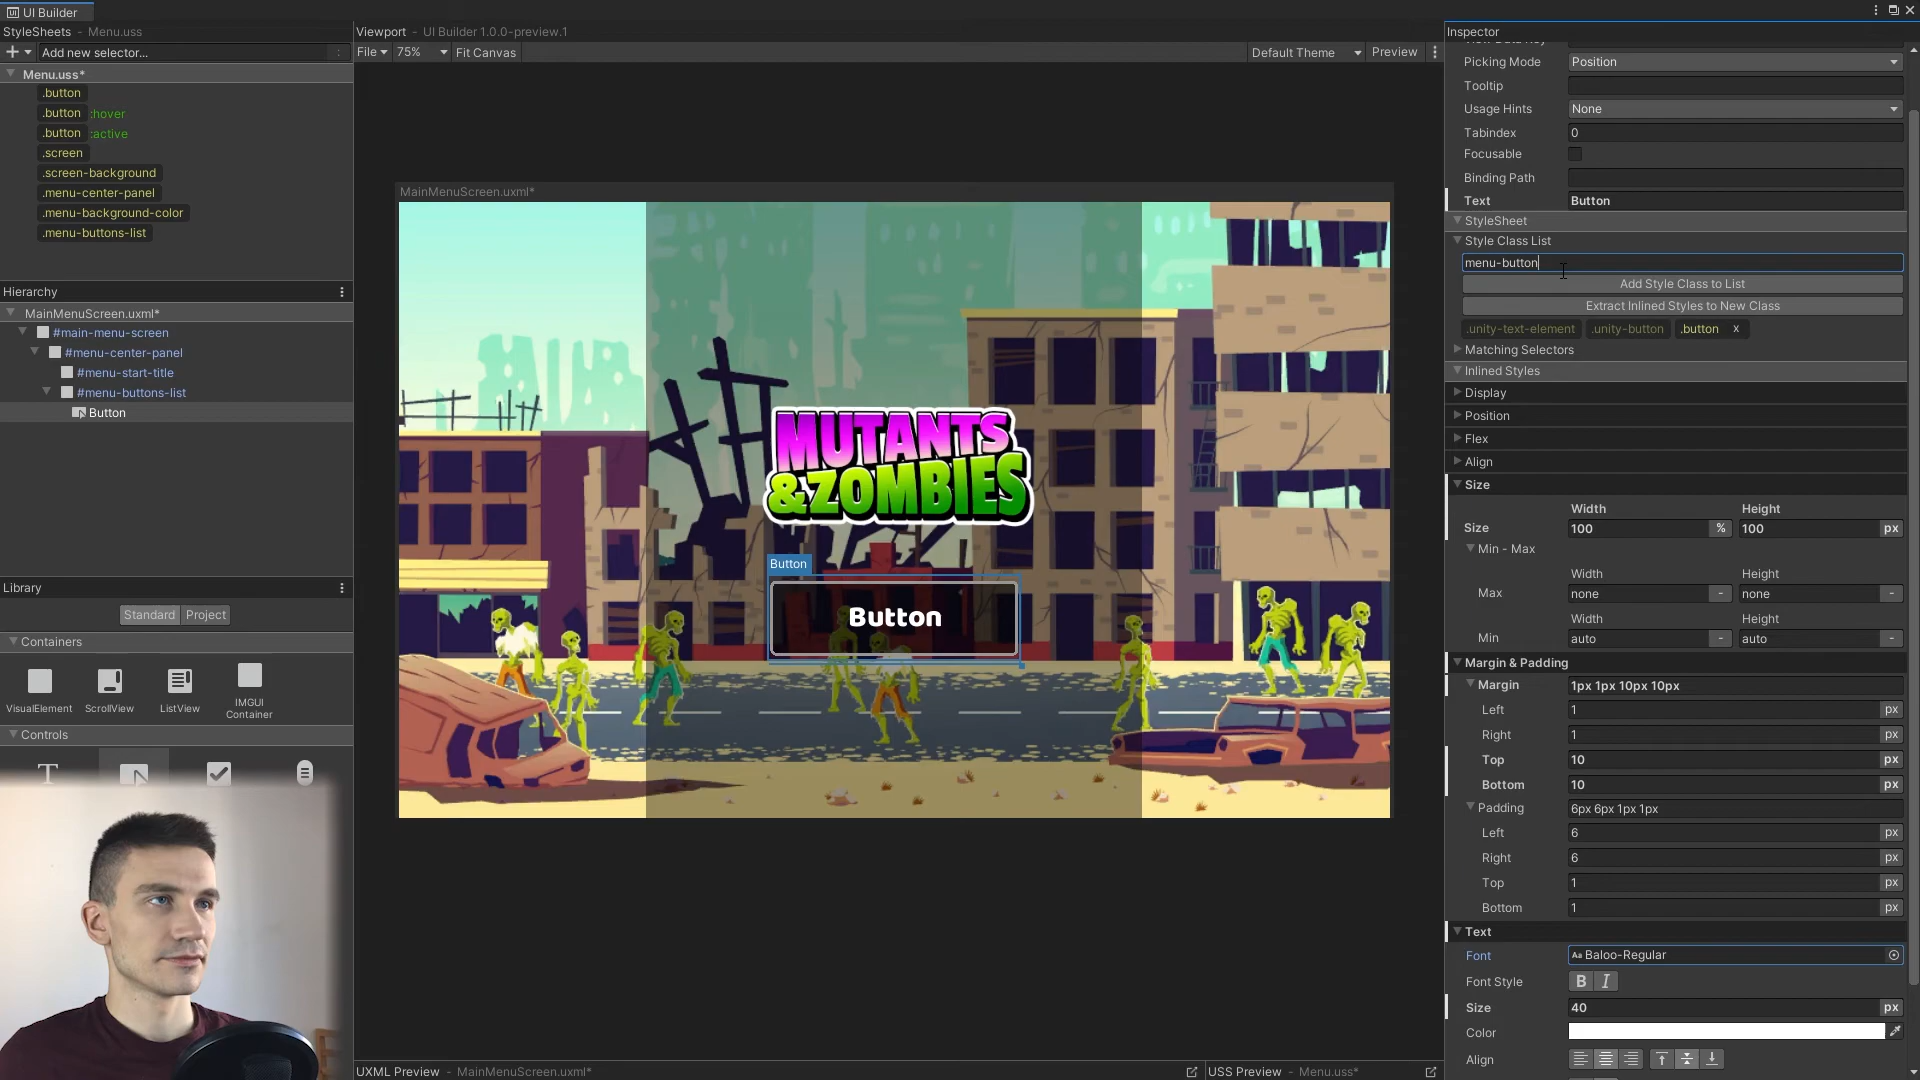 UI Builder
StyleSheets - Menu.uss
Add new selector...
Menu.uss*
.button
.button :hover
.button :active
.screen
.screen-background
.menu-center-panel
.menu-background-color
.menu-buttons-list
Hierarchy
MainMenuScreen.uxml*
#main-menu-screen
#menu-center-panel
#menu-start-title
#menu-buttons-list
Button
Library
Standard Project
Containers
VisualElement ScrollView ListView IMGUI Container
Controls
Viewport - UI Builder 1.0.0-preview.1
File 75% Fit Canvas Default Theme Preview
MainMenuScreen.uxml*
MUTANTS
&ZOMBIES
Button
Button
UXML Preview - MainMenuScreen.uxml* USS Preview - Menu.uss*
Inspector
Picking Mode Position
Tooltip
Usage Hints None
Tabindex 0
Focusable
Binding Path
Text Button
StyleSheet
Style Class List
menu-button
Add Style Class to List
Extract Inlined Styles to New Class
.unity-text-element .unity-button .button x
Matching Selectors
Inlined Styles
Display
Position
Flex
Align
Size
Width Height
Size 100 % 100 px
Min - Max
Width Height
Max none - none -
Width Height
Min auto - auto -
Margin & Padding
Margin 1px 1px 10px 10px
Left 1 px
Right 1 px
Top 10 px
Bottom 10 px
Padding 6px 6px 1px 1px
Left 6 px
Right 6 px
Top 1 px
Bottom 1 px
Text
Font Aa Baloo-Regular
Font Style B I
Size 40 px
Color
Align